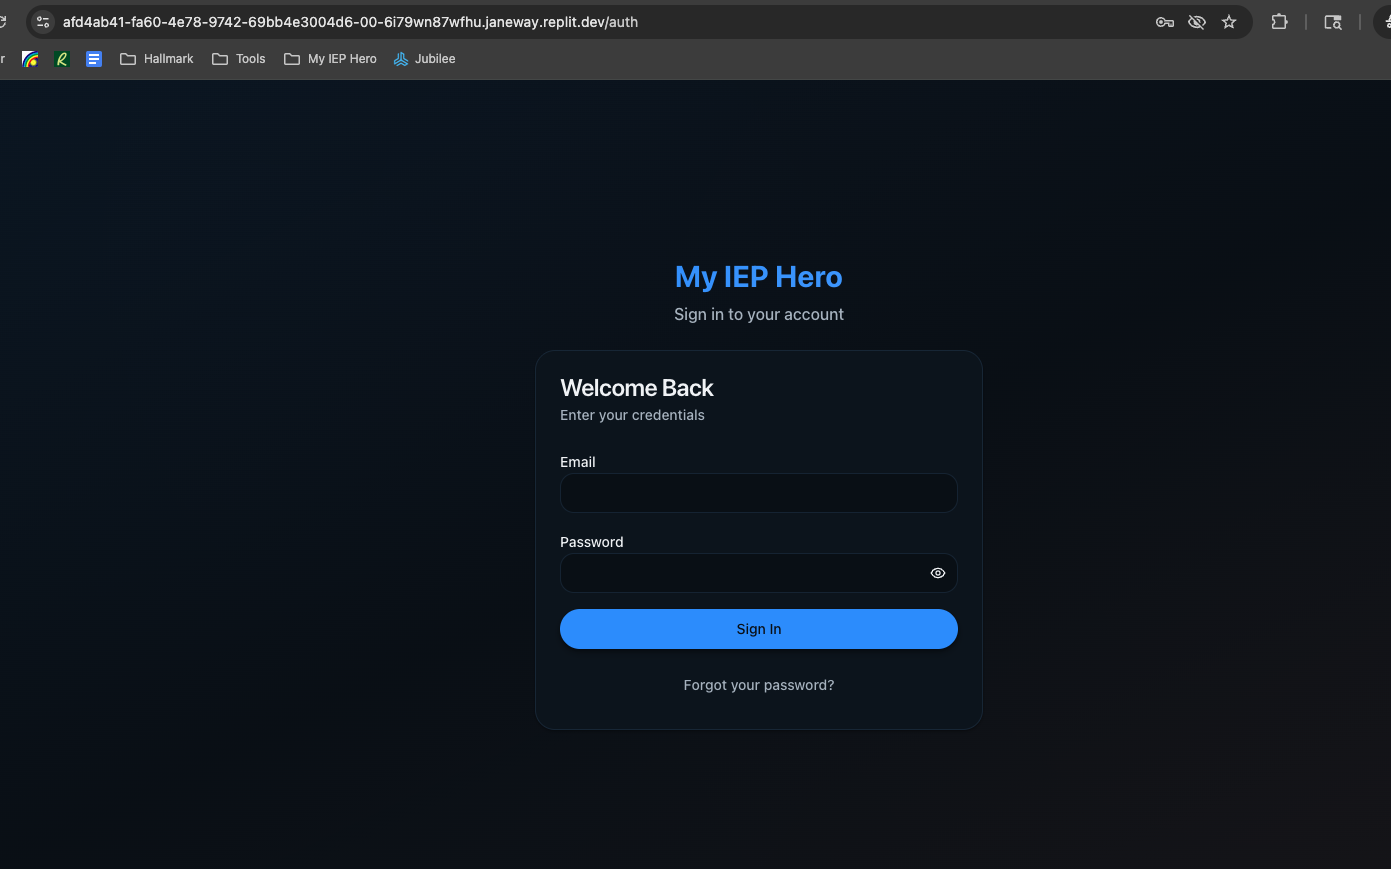 afd4ab41-fa60-4e78-9742-69bb4e3004d6-00-6i79wn87wfhu.janeway.replit.dev/auth
r R Hallmark Tools My IEP Hero Jubilee
My IEP Hero
Sign in to your account
Welcome Back
Enter your credentials
Email
Password
Sign In
Forgot your password?